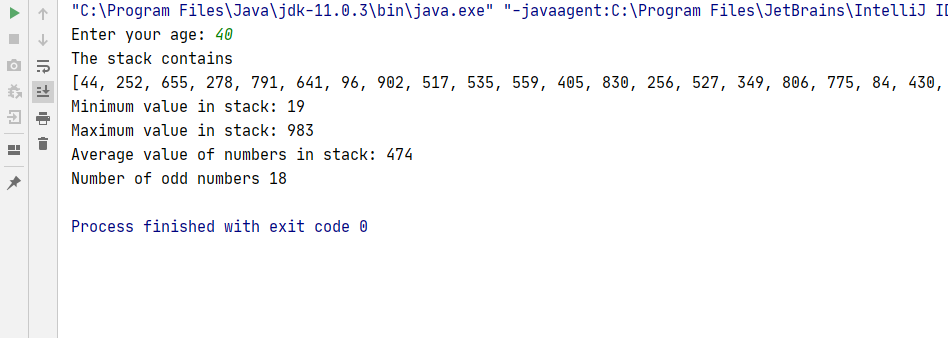 "C:\Program Files\Java\jdk-11.0.3\bin\java.exe" "-javaagent:C:\Program Files\JetBrains\IntelliJ
Enter your age: 40
The stack contains
[44, 252, 655, 278, 791, 641, 96, 902, 517, 535, 559, 405, 830, 256, 527, 349, 806, 775, 84, 430,
Minimum value in stack: 19
Maximum value in stack: 983
Average value of numbers in stack: 474
Number of odd numbers 18
Process finished with exit code 0